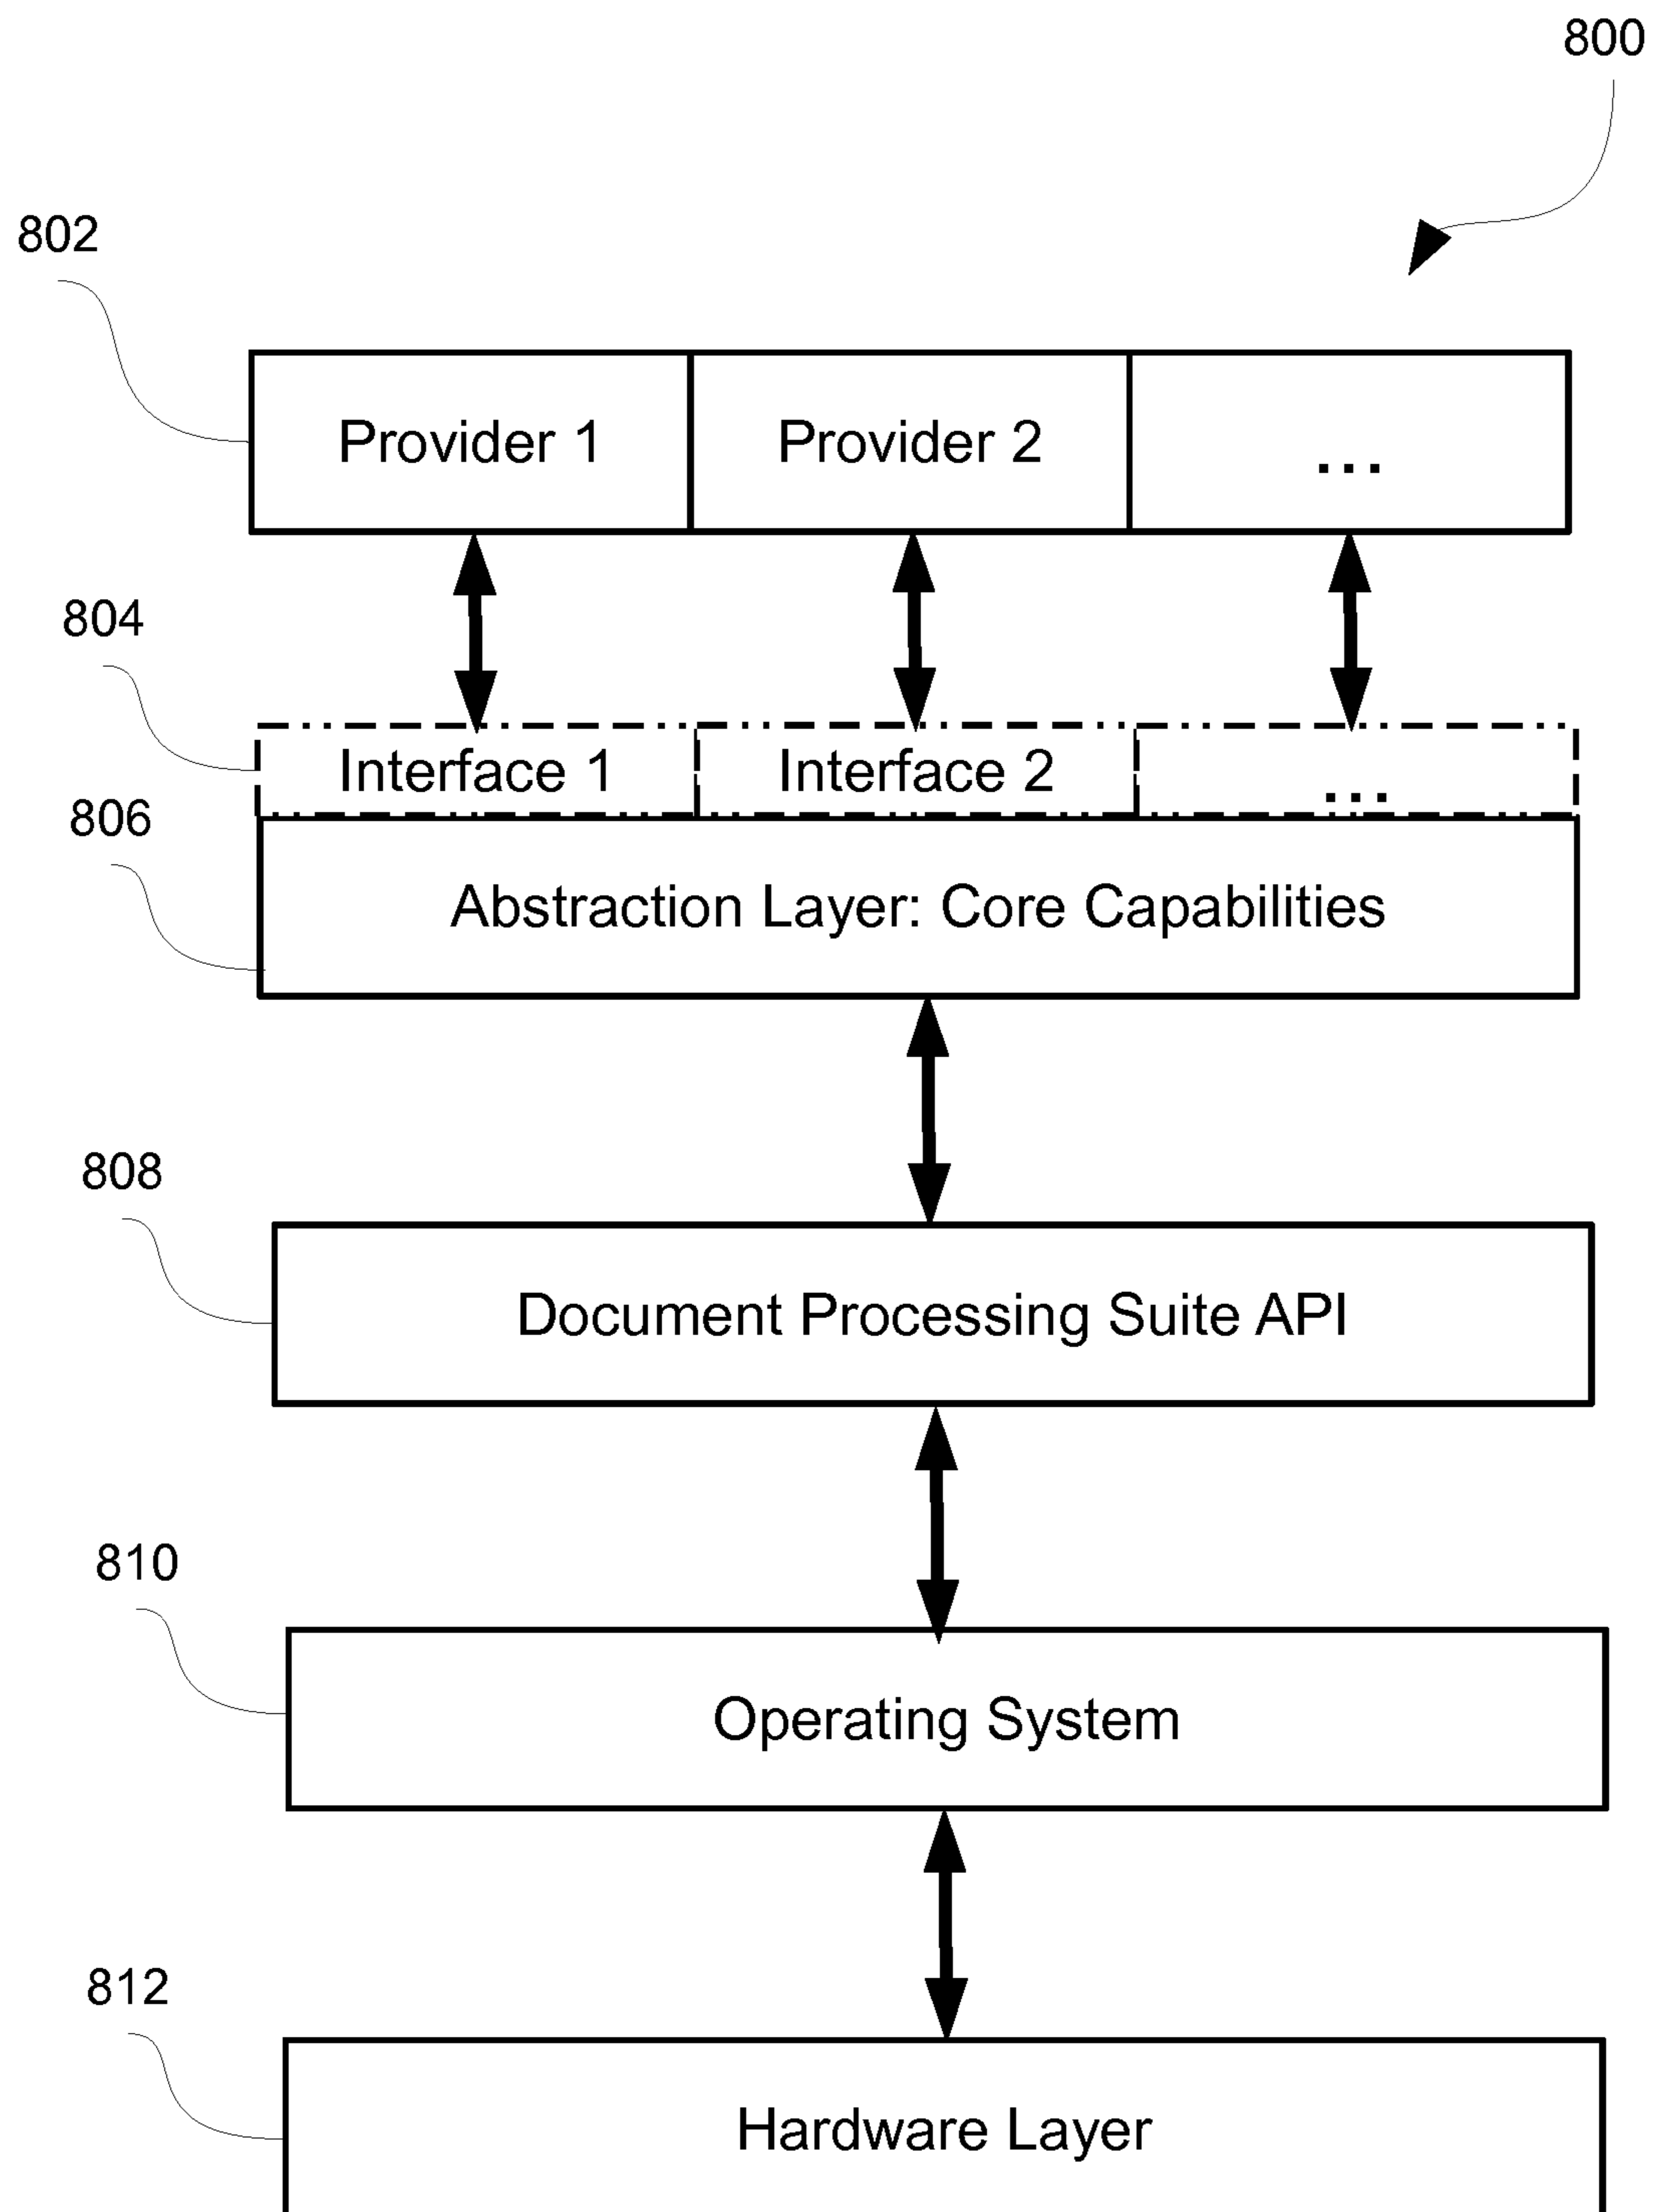 800
802
Provider 1 Provider 2 ...
804
Interface 1 Interface 2 ...
806
Abstraction Layer: Core Capabilities
808
Document Processing Suite API
810
Operating System
812
Hardware Layer